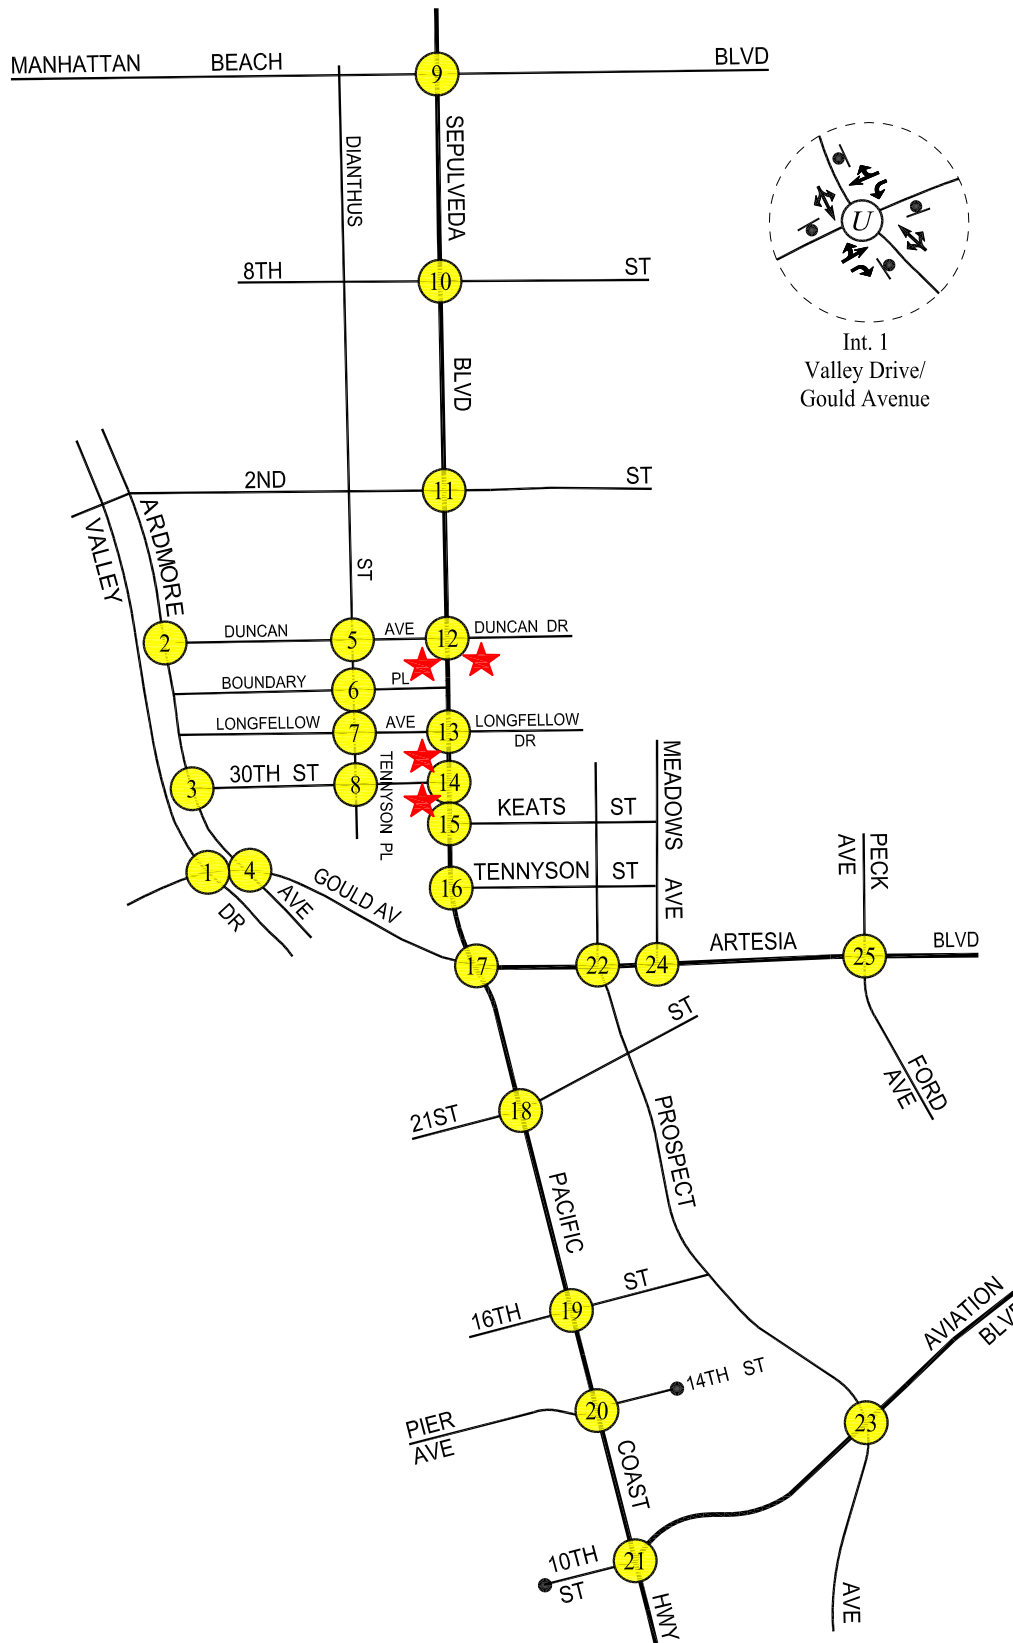 MANHATTAN BEACH BLVD
9
SEPULVEDA
DIANTHUS
8TH ST
10
U
Int. 1
Valley Drive/
Gould Avenue
BLVD
2ND ST
11
ARDMORE
VALLEY
ST
2
DUNCAN
5
AVE
12
DUNCAN DR
BOUNDARY
6
PL
LONGFELLOW
7
AVE
13
LONGFELLOW
DR
3
30TH ST
8
TENNYSON PL
14
MEADOWS
AVE
15
KEATS ST
16
TENNYSON ST
PECK
AVE
1
4
GOULD AV
AVE
DR
17
22
24
ARTESIA
25
BLVD
21ST
18
ST
FORD
AVE
PROSPECT
PACIFIC
16TH
19
ST
AVIATION
PIER
AVE
20
14TH ST
23
COAST
10TH
ST
21
HWY
AVE